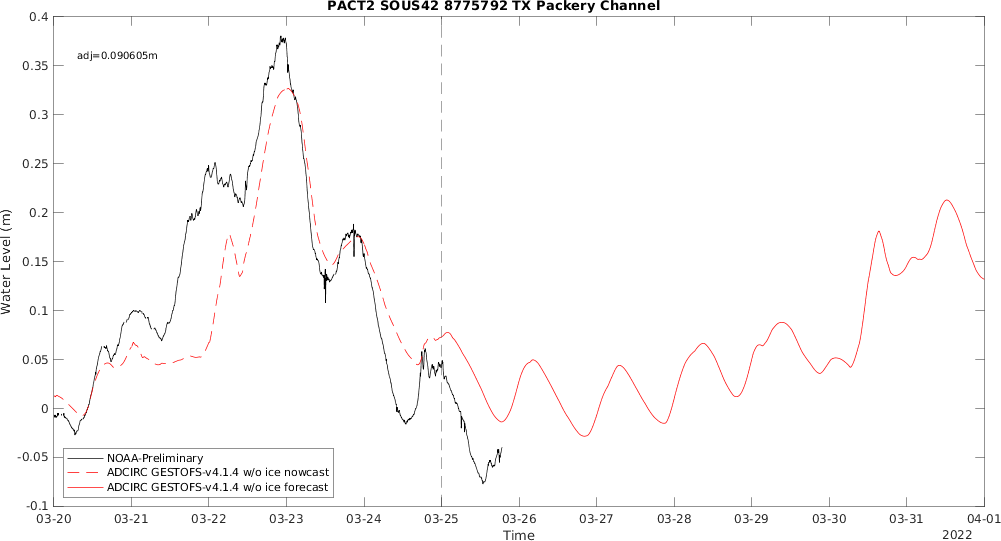 PACT2 SOUS42 8775792 TX Packery Channel
adj=0.090605m
0.4
0.35
0.3
0.25
0.2
0.15
0.1
0.05
0
-0.05
-0.1
Water Level (m)
NOAA-Preliminary
ADCIRC GESTOFS-v4.1.4 w/o ice nowcast
ADCIRC GESTOFS-v4.1.4 w/o ice forecast
03-20 03-21 03-22 03-23 03-24 03-25 03-26 03-27 03-28 03-29 03-30 03-31 04-01
Time
2022